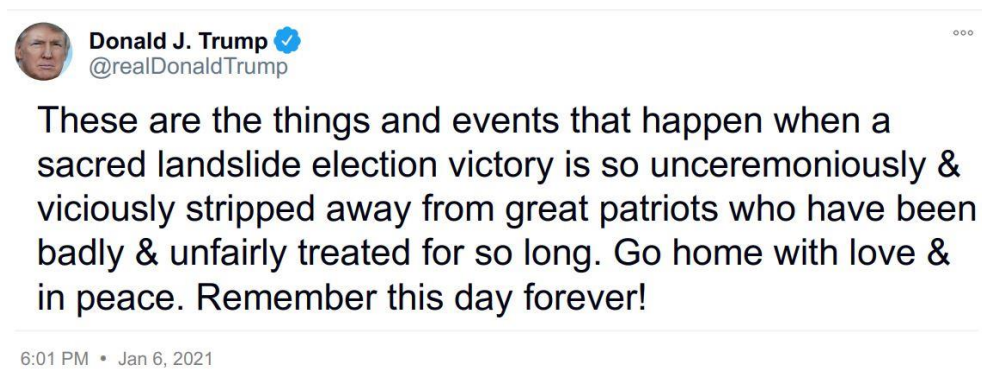 Donald J. Trump
@realDonaldTrump
These are the things and events that happen when a
sacred landslide election victory is so unceremoniously &
viciously stripped away from great patriots who have been
badly & unfairly treated for so long. Go home with love &
in peace. Remember this day forever!
6:01 PM • Jan 6, 2021